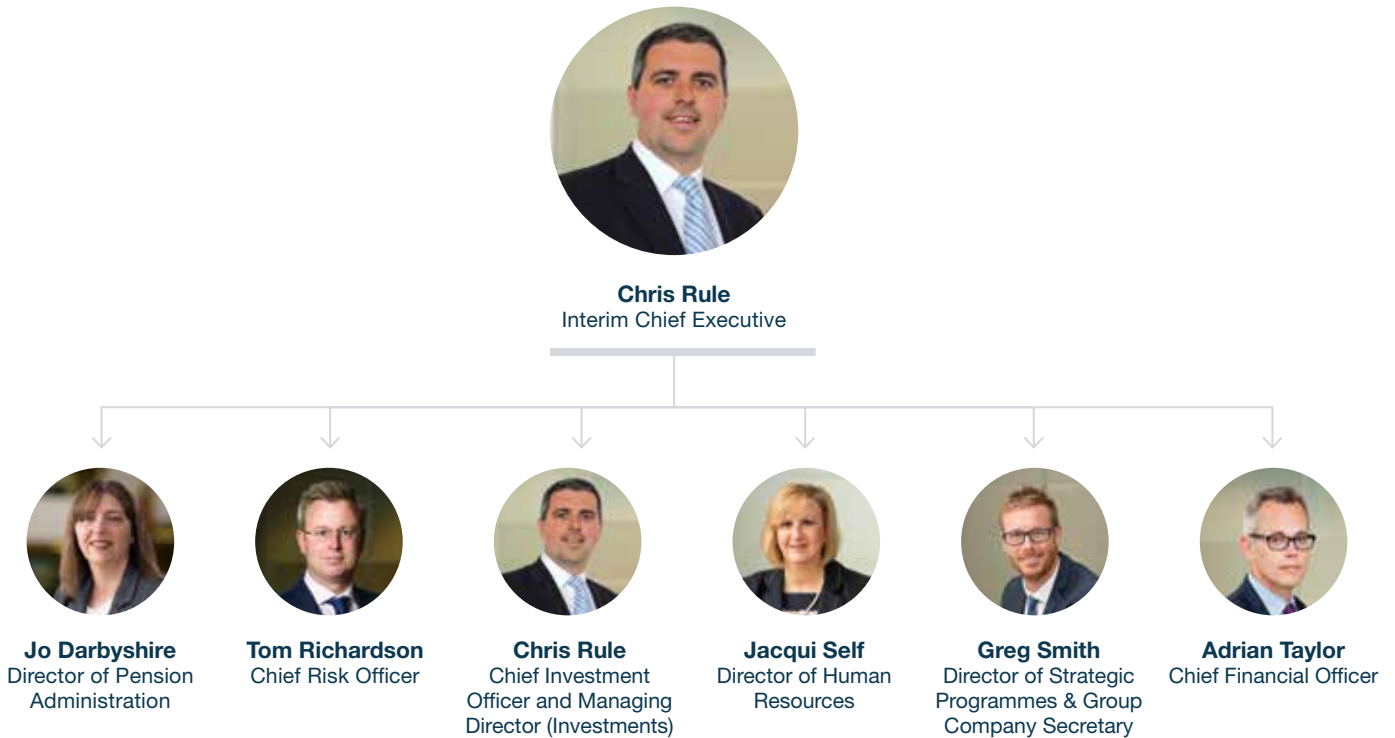 Chris Rule
Interim Chief Executive
Jo Darbyshire
Director of Pension
Administration
Tom Richardson
Chief Risk Officer
Chris Rule
Chief Investment
Officer and Managing
Director (Investments)
Jacqui Self
Director of Human
Resources
Greg Smith
Director of Strategic
Programmes & Group
Company Secretary
Adrian Taylor
Chief Financial Officer